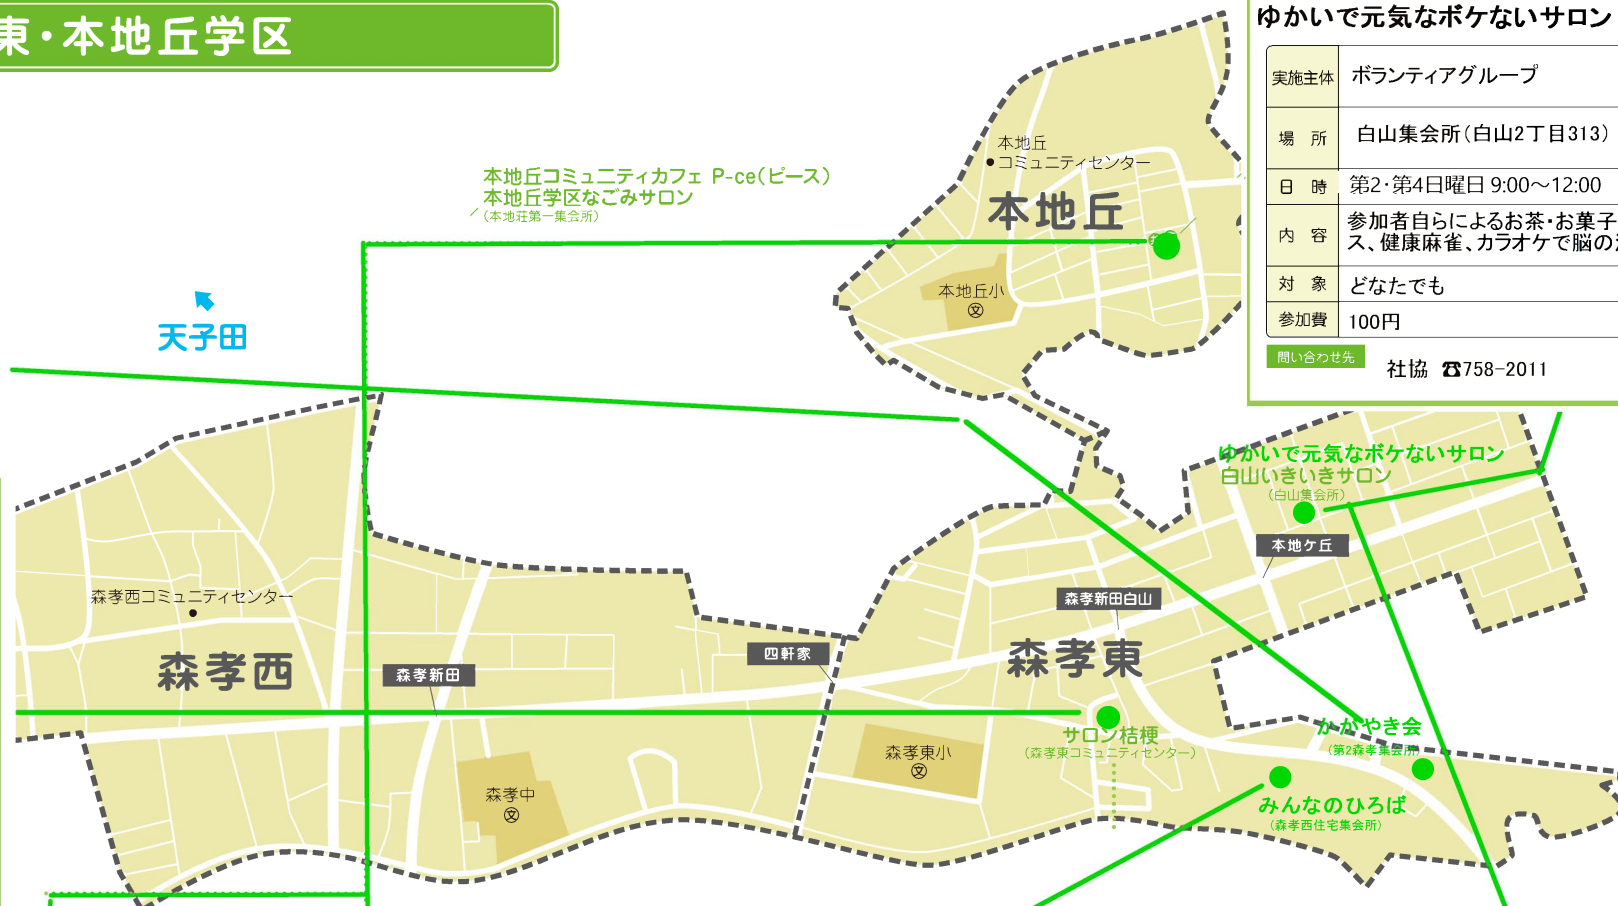 東・本地丘学区
ゆかいで元気なボケないサロン
実施主体 ボランティアグループ
場 所 白山集会所(白山2丁目313)
日 時 第2・第4日曜日 9:00～12:00
内 容 参加者自らによるお茶・お菓子
ス、健康麻雀、カラオケで脳の
対 象 どなたでも
参加費 100円
問い合わせ先 社協 ☎758-2011
本地丘
コミュニティセンター
本地丘コミュニティカフェ P-ce(ピース)
本地丘学区なごみサロン
(本地荘第一集会所)
本地丘
本地丘小
文
天子田
ゆかいで元気なボケないサロン
白山いきいきサロン
(白山集会所)
本地ケ丘
森孝西コミュニティセンター
森孝新田白山
森孝西
森孝新田
四軒家
森孝東
サロン桔梗
(森孝東コミュニティセンター)
森孝東小
文
かがやき会
(第2森孝集会所)
森孝中
文
みんなのひろば
(森孝西住宅集会所)